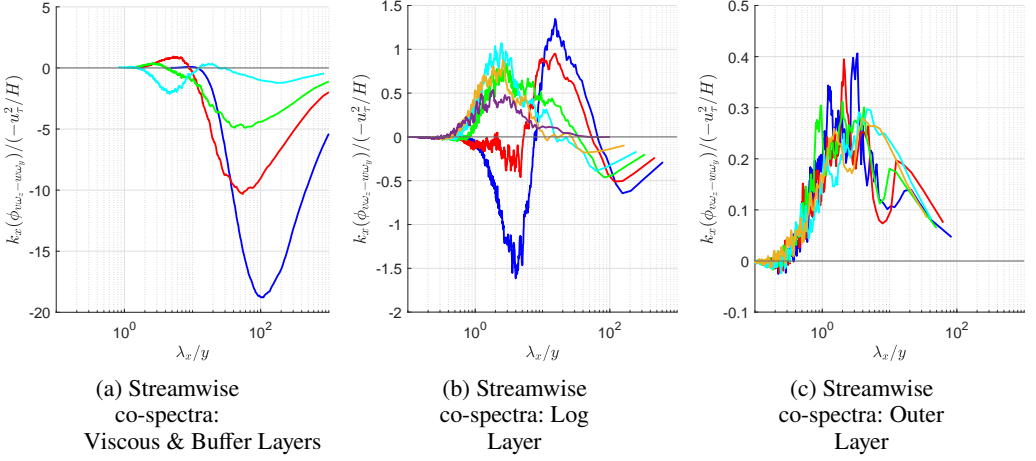 5
0
-5
-10
-15
-20
10^0
10^2
λ_x/y
k_x(ϕ_{vω_z−wω_y})/(−u_τ^2/H)
1.5
1
0.5
0
-0.5
-1
-1.5
-2
10^0
10^2
λ_x/y
k_x(ϕ_{vω_z−wω_y})/(−u_τ^2/H)
0.5
0.4
0.3
0.2
0.1
0
-0.1
10^0
10^2
λ_x/y
k_x(ϕ_{vω_z−wω_y})/(−u_τ^2/H)
(a) Streamwise
co-spectra:
Viscous & Buffer Layers
(b) Streamwise
co-spectra: Log
Layer
(c) Streamwise
co-spectra: Outer
Layer